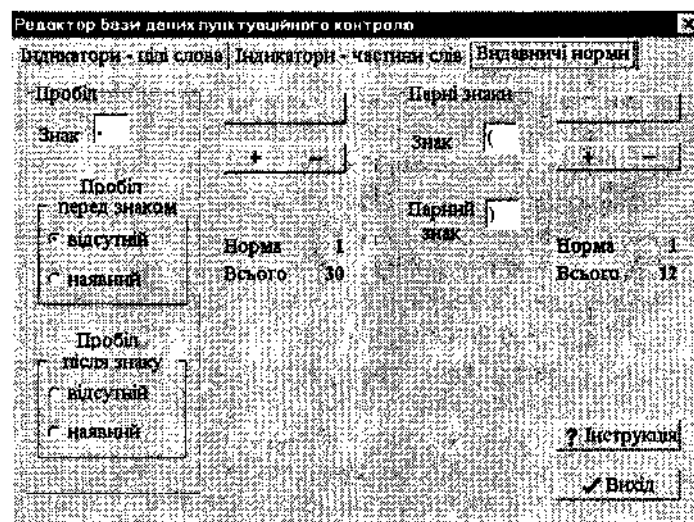 Редактор бази даних пунктуаційного контролю
Індикатори - цілі слова Індикатори - частини слів Видавничі норми
Пробіл
Знак .
+ -
Пробіл
перед знаком
відсутній
наявний
Норма 1
Всього 30
Пробіл
після знаку
відсутній
наявний
Парні знаки
Знак (
+ -
Парний
знак )
Норма 1
Всього 12
? Інструкція
Вихід